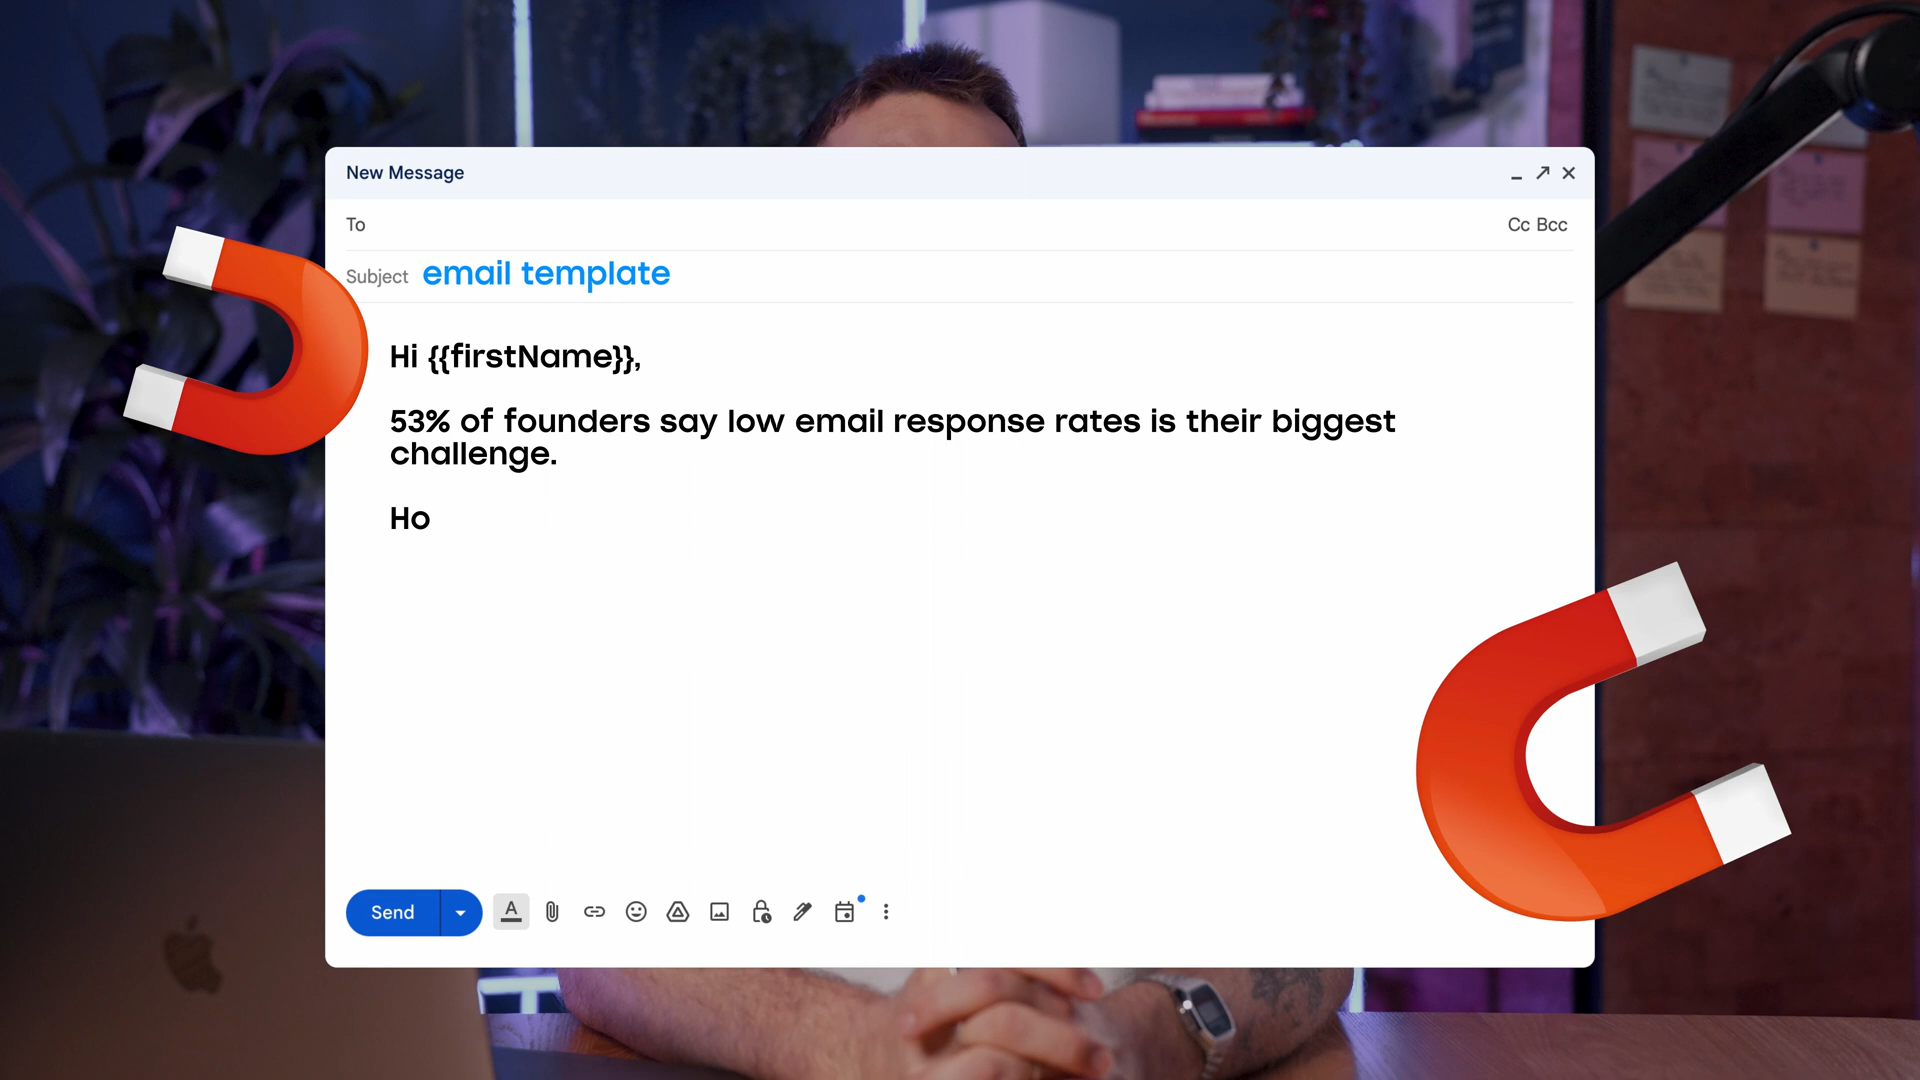 New Message
To
Cc Bcc
Subject email template
Hi {{firstName}},
53% of founders say low email response rates is their biggest
challenge.
Ho
Send
A